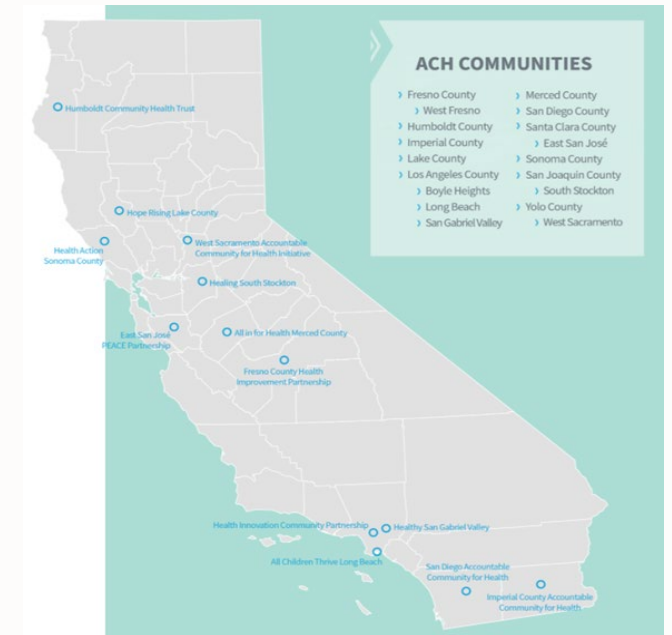 ACH COMMUNITIES
› Fresno County
› West Fresno
› Humboldt County
› Imperial County
› Lake County
› Los Angeles County
› Boyle Heights
› Long Beach
› San Gabriel Valley
› Merced County
› San Diego County
› Santa Clara County
› East San José
› Sonoma County
› San Joaquin County
› South Stockton
› Yolo County
› West Sacramento
Humboldt Community Health Trust
Hope Rising Lake County
Health Action
Sonoma County
West Sacramento Accountable
Community for Health Initiative
Healing South Stockton
East San José
PEACE Partnership
All in for Health Merced County
Fresno County Health
Improvement Partnership
Health Innovation Community Partnership
Healthy San Gabriel Valley
All Children Thrive Long Beach
San Diego Accountable
Community for Health
Imperial County Accountable
Community for Health